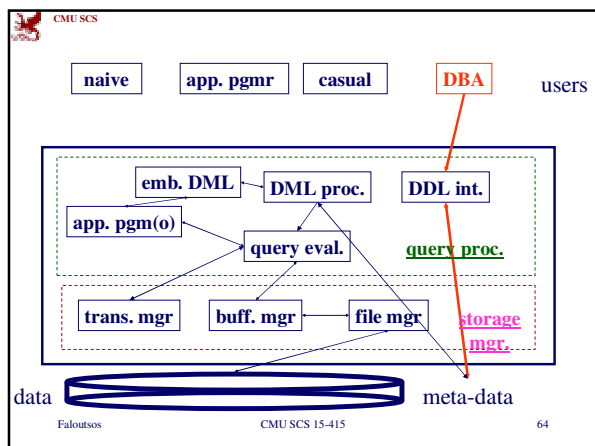 CMU SCS
naive
app. pgmr
casual
DBA
users
emb. DML
DML proc.
DDL int.
app. pgm(o)
query eval.
query proc.
trans. mgr
buff. mgr
file mgr
storage
mgr.
data
meta-data
Faloutsos
CMU SCS 15-415
64